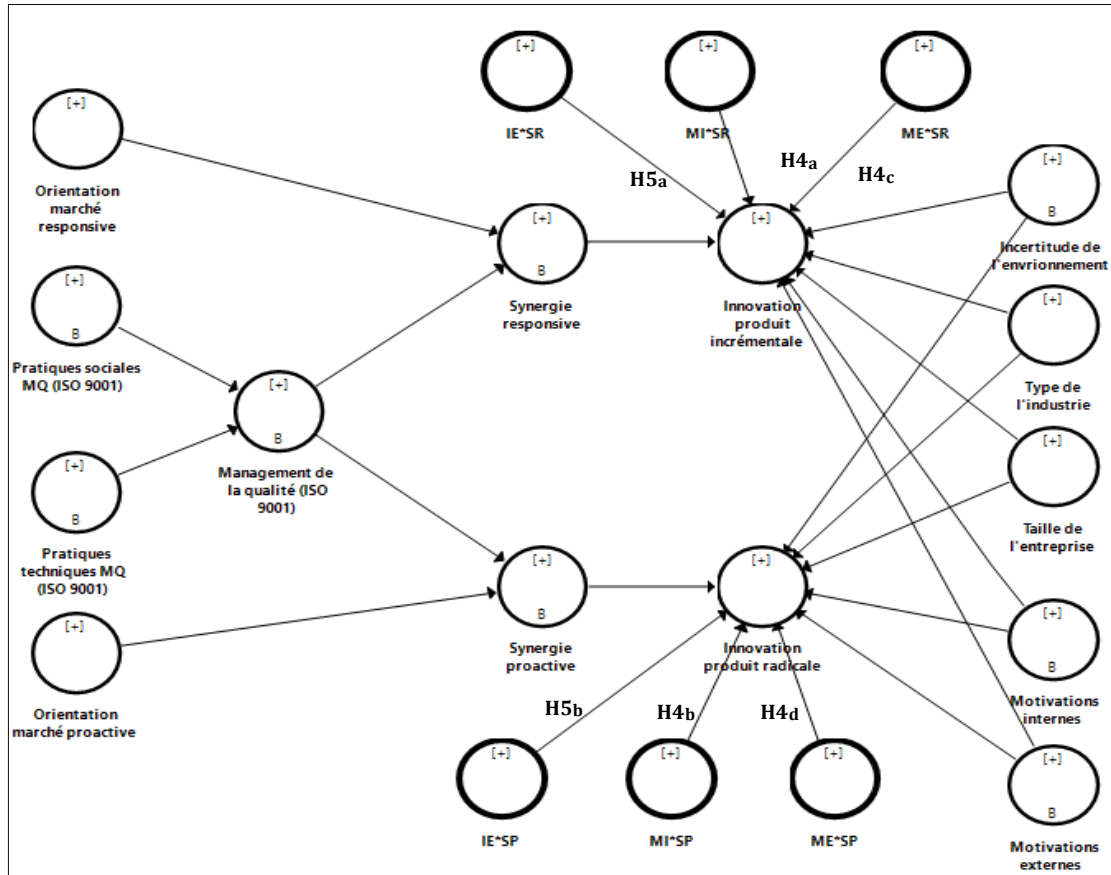 [+]
IE*SR
[+]
MI*SR
[+]
ME*SR
H5a
H4a
H4c
[+]
Orientation
marché
responsive
[+]
B
Pratiques sociales
MQ (ISO 9001)
[+]
B
Management de
la qualité (ISO
9001)
[+]
B
Pratiques
techniques MQ
(ISO 9001)
[+]
Orientation
marché proactive
[+]
B
Synergie
responsive
[+]
Innovation
produit
incrémentale
[+]
B
Synergie
proactive
[+]
Innovation
produit radicale
[+]
B
Incertitude de
l'envrionnement
[+]
Type de
l'industrie
[+]
Taille de
l'entreprise
[+]
B
Motivations
internes
[+]
B
Motivations
externes
H5b
H4b
H4d
[+]
IE*SP
[+]
MI*SP
[+]
ME*SP